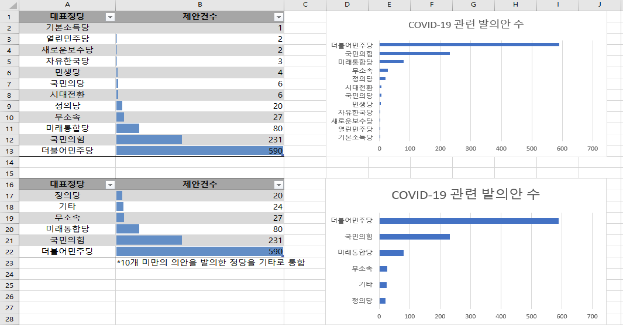 A B C D E F G H I J
1 대표정당 제안건수
2 기본소득당 1
3 열린민주당 2
4 새로운보수당 2
5 자유한국당 3
6 민생당 4
7 국민의당 6
8 시대전환 6
9 정의당 20
10 무소속 27
11 미래통합당 80
12 국민의힘 231
13 더불어민주당 590
14
15
16 대표정당 제안건수
17 정의당 20
18 기타 24
19 무소속 27
20 미래통합당 80
21 국민의힘 231
22 더불어민주당 590
23 *10개 미만의 의안을 발의한 정당을 기타로 통합
24
25
26
27
28
COVID-19 관련 발의안 수
더불어민주당
국민의힘
미래통합당
무소속
정의당
시대전환
국민의당
민생당
자유한국당
새로운보수당
열린민주당
기본소득당
0 100 200 300 400 500 600 700
COVID-19 관련 발의안 수
더불어민주당
국민의힘
미래통합당
무소속
기타
정의당
0 100 200 300 400 500 600 700